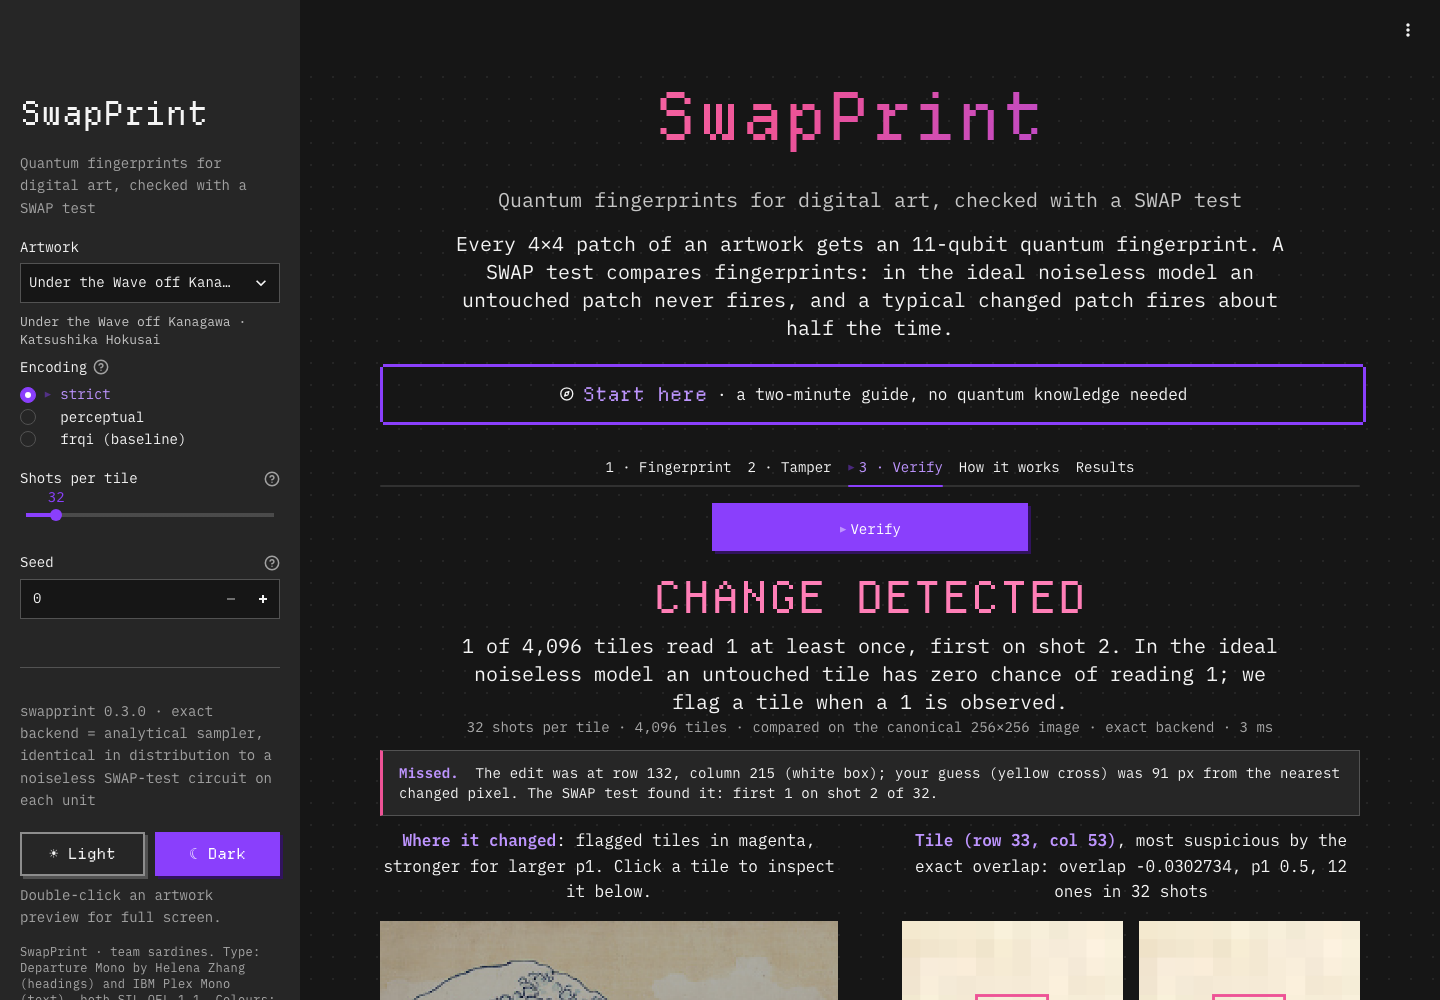 SwapPrint
Quantum fingerprints for
digital art, checked with a
SWAP test
Artwork
Under the Wave off Kana…
Under the Wave off Kanagawa ·
Katsushika Hokusai
Encoding
strict
perceptual
frqi (baseline)
Shots per tile
32
Seed
0
swapprint 0.3.0 · exact
backend = analytical sampler,
identical in distribution to a
noiseless SWAP-test circuit on
each unit
☀ Light
☾ Dark
Double-click an artwork
preview for full screen.
SwapPrint · team sardines. Type:
Departure Mono by Helena Zhang
(headings) and IBM Plex Mono
(text), both SIL OFL 1.1. Colours:
SwapPrint
Quantum fingerprints for digital art, checked with a SWAP test
Every 4×4 patch of an artwork gets an 11-qubit quantum fingerprint. A
SWAP test compares fingerprints: in the ideal noiseless model an
untouched patch never fires, and a typical changed patch fires about
half the time.
Start here · a two-minute guide, no quantum knowledge needed
1 · Fingerprint 2 · Tamper ▸ 3 · Verify How it works Results
▸ Verify
CHANGE DETECTED
1 of 4,096 tiles read 1 at least once, first on shot 2. In the ideal
noiseless model an untouched tile has zero chance of reading 1; we
flag a tile when a 1 is observed.
32 shots per tile · 4,096 tiles · compared on the canonical 256×256 image · exact backend · 3 ms
Missed. The edit was at row 132, column 215 (white box); your guess (yellow cross) was 91 px from the nearest
changed pixel. The SWAP test found it: first 1 on shot 2 of 32.
Where it changed: flagged tiles in magenta,
stronger for larger p1. Click a tile to inspect
it below.
Tile (row 33, col 53), most suspicious by the
exact overlap: overlap -0.0302734, p1 0.5, 12
ones in 32 shots